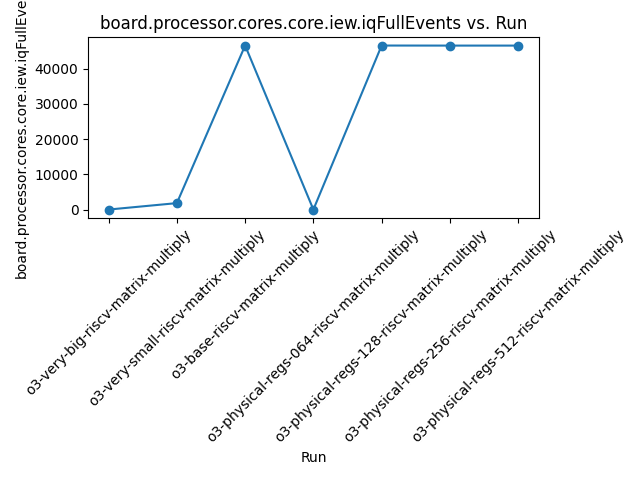 board.processor.cores.core.iew.iqFullEvents vs. Run
board.processor.cores.core.iew.iqFullEve
40000
30000
20000
10000
0
o3-very-big-riscv-matrix-multiply
o3-very-small-riscv-matrix-multiply
o3-base-riscv-matrix-multiply
o3-physical-regs-064-riscv-matrix-multiply
o3-physical-regs-128-riscv-matrix-multiply
o3-physical-regs-256-riscv-matrix-multiply
o3-physical-regs-512-riscv-matrix-multiply
Run